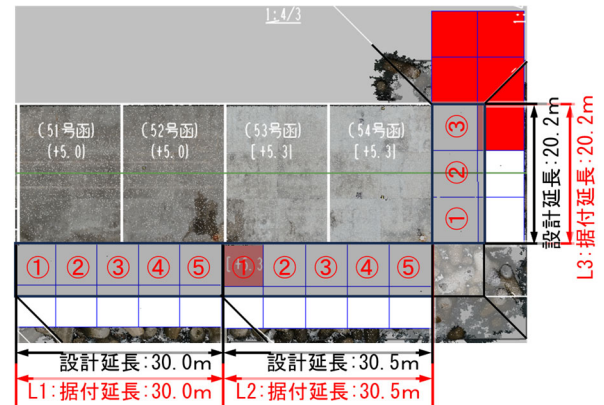 1:4/3
(51号函)
(+5.0)
(52号函)
(+5.0)
(53号函)
[+5.3]
(54号函)
[+5.3]
③
②
①
設計延長:20.2m
L3:据付延長:20.2m
① ② ③ ④ ⑤
① ② ③ ④ ⑤
設計延長:30.0m
設計延長:30.5m
L1:据付延長:30.0m
L2:据付延長:30.5m